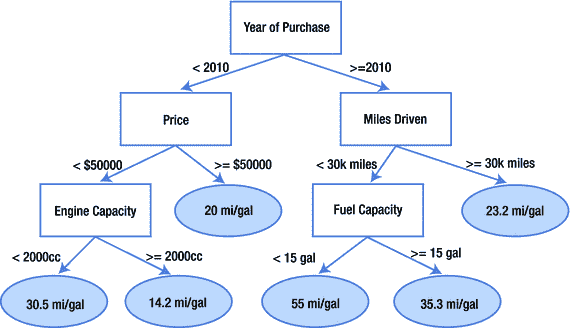 Year of Purchase
< 2010
>=2010
Price
Miles Driven
< $50000
>= $50000
< 30k miles
>= 30k miles
Engine Capacity
20 mi/gal
Fuel Capacity
23.2 mi/gal
< 2000cc
>= 2000cc
< 15 gal
>= 15 gal
30.5 mi/gal
14.2 mi/gal
55 mi/gal
35.3 mi/gal